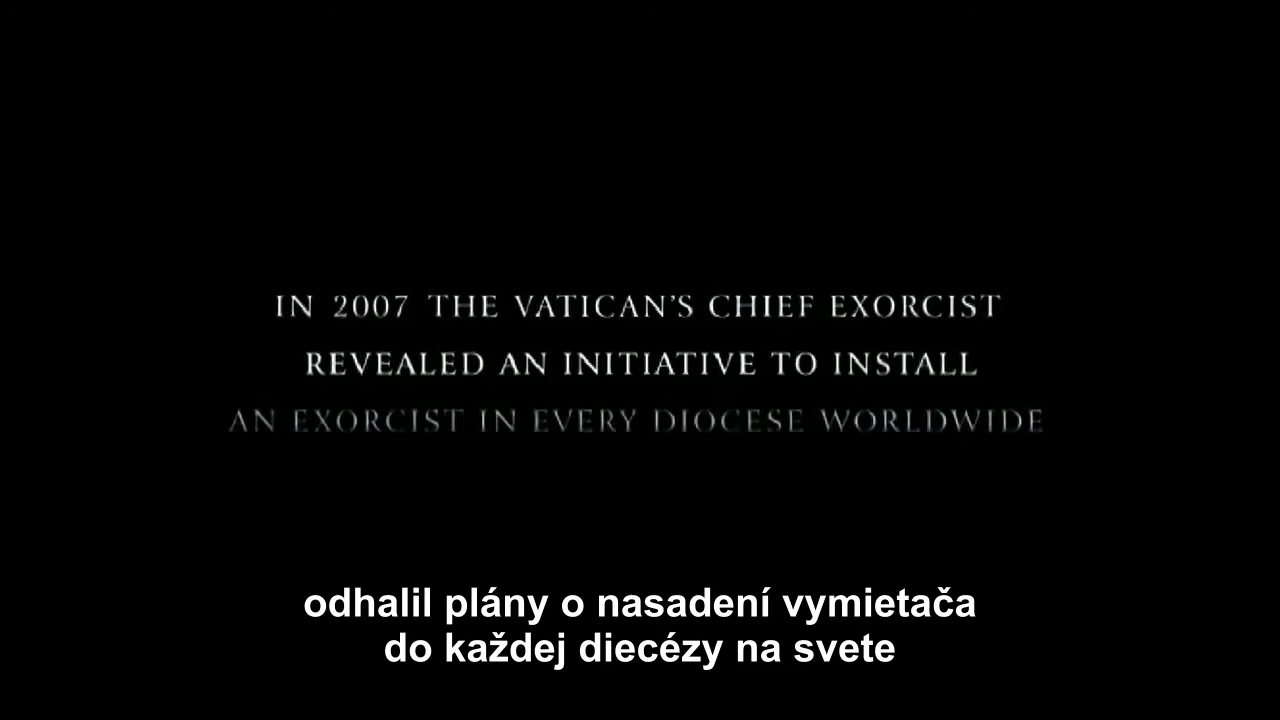 IN 2007 THE VATICAN'S CHIEF EXORCIST
REVEALED AN INITIATIVE TO INSTALL
AN EXORCIST IN EVERY DIOCESE WORLDWIDE
odhalil plány o nasadení vymietača
do každej diecézy na svete